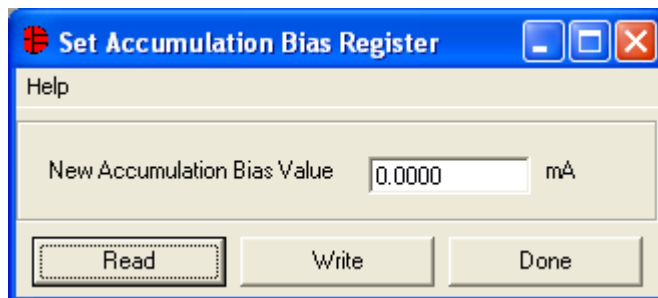 Set Accumulation Bias Register
Help
New Accumulation Bias Value 0.0000 mA
Read Write Done